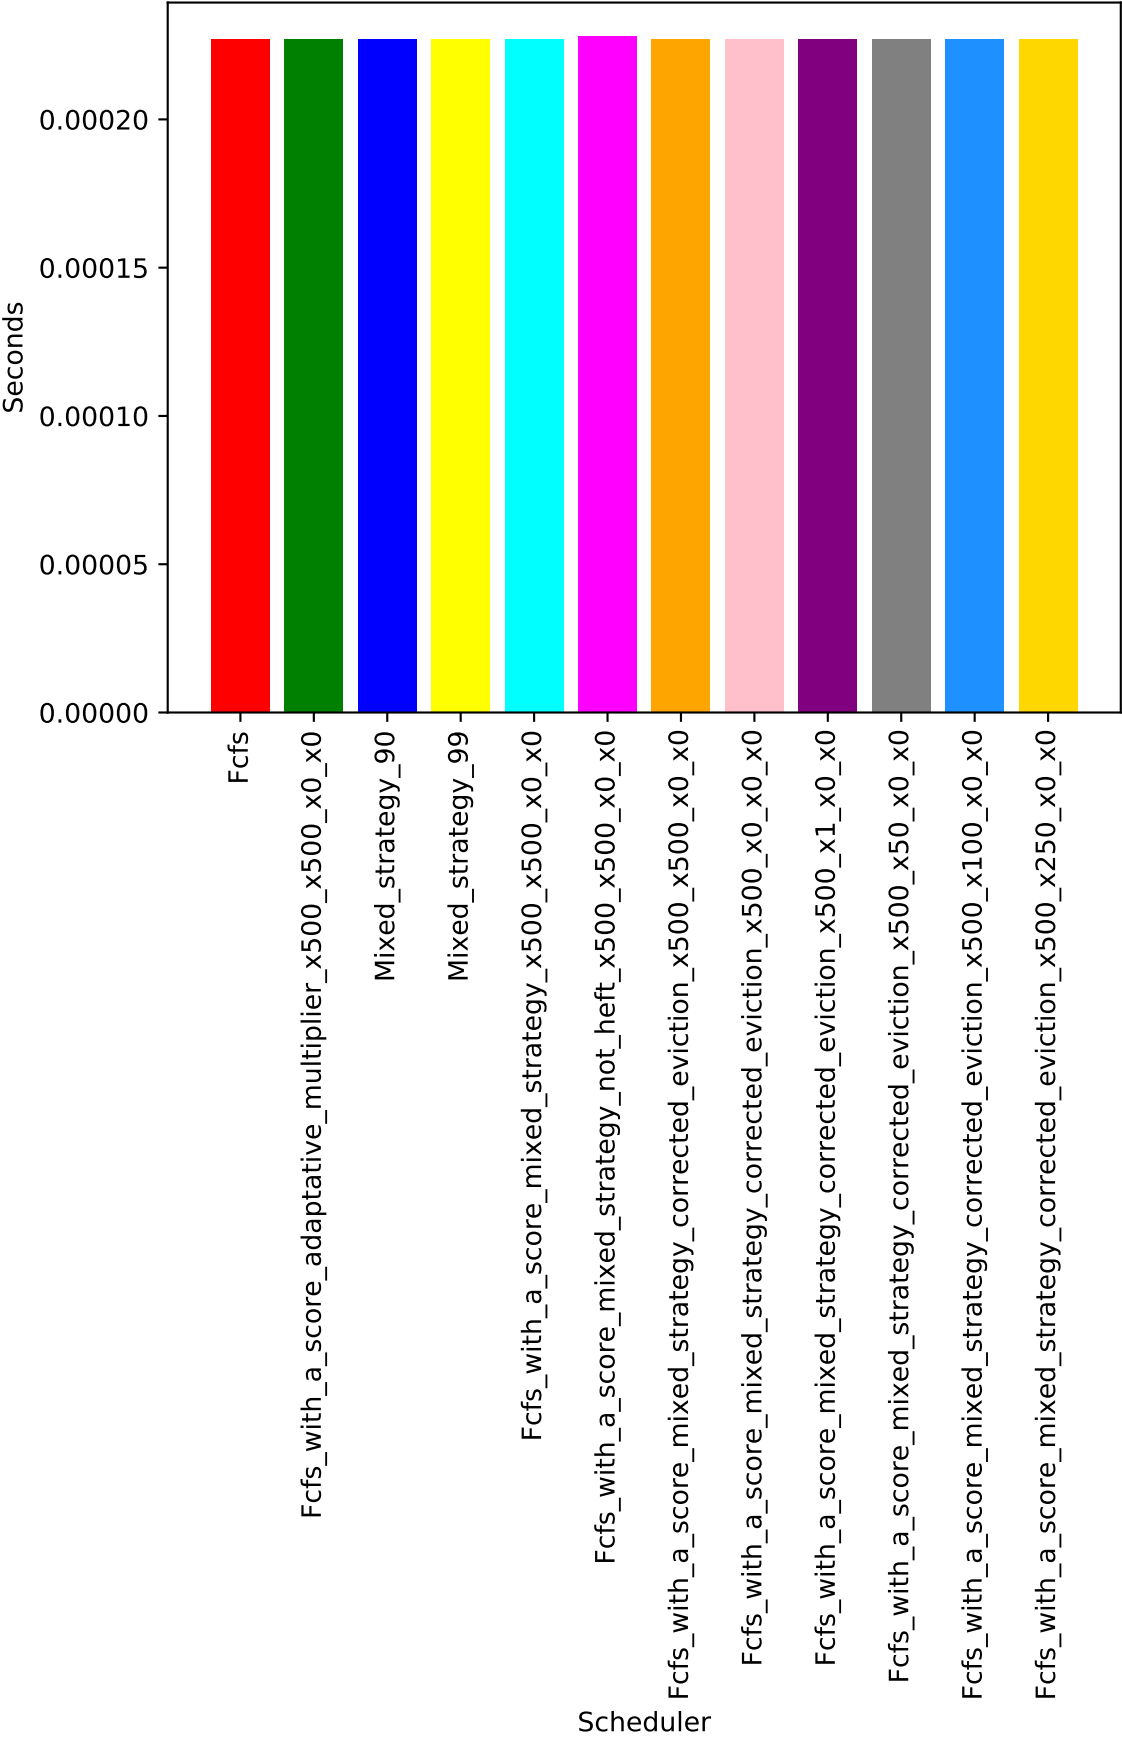 0.00020
0.00015
0.00010
0.00005
0.00000
Seconds
Fcfs
Fcfs_with_a_score_adaptative_multiplier_x500_x500_x0_x0
Mixed_strategy_90
Mixed_strategy_99
Fcfs_with_a_score_mixed_strategy_x500_x500_x0_x0
Fcfs_with_a_score_mixed_strategy_not_heft_x500_x500_x0_x0
Fcfs_with_a_score_mixed_strategy_corrected_eviction_x500_x500_x0_x0
Fcfs_with_a_score_mixed_strategy_corrected_eviction_x500_x0_x0_x0
Fcfs_with_a_score_mixed_strategy_corrected_eviction_x500_x1_x0_x0
Fcfs_with_a_score_mixed_strategy_corrected_eviction_x500_x50_x0_x0
Fcfs_with_a_score_mixed_strategy_corrected_eviction_x500_x100_x0_x0
Fcfs_with_a_score_mixed_strategy_corrected_eviction_x500_x250_x0_x0
Scheduler